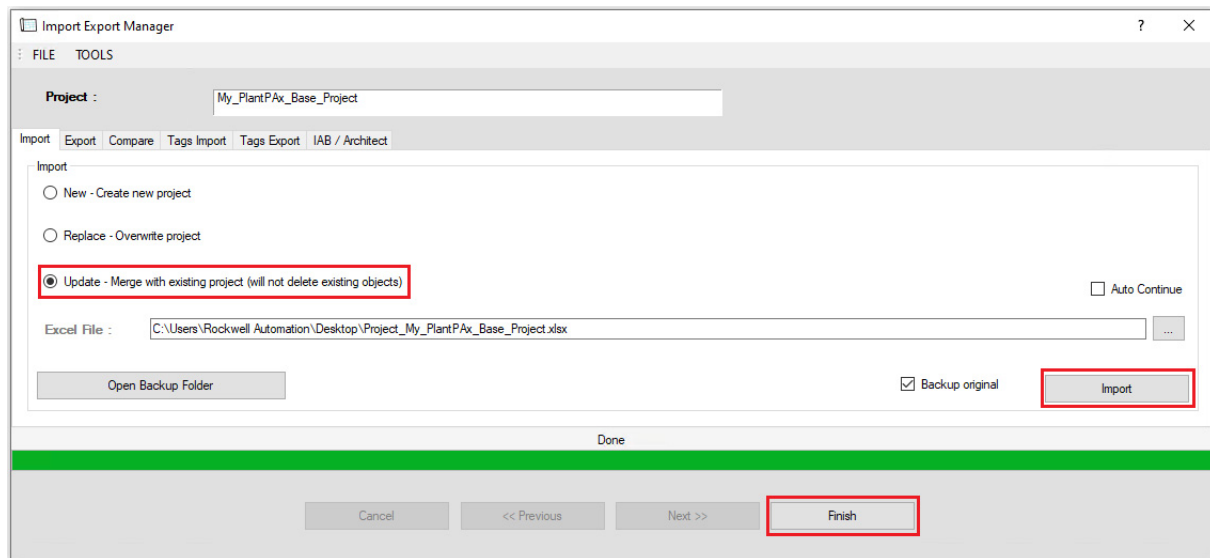 Import Export Manager ? ×
FILE TOOLS
Project : My_PlantPAx_Base_Project
Import Export Compare Tags Import Tags Export IAB / Architect
Import
New - Create new project
Replace - Overwrite project
Update - Merge with existing project (will not delete existing objects)
Auto Continue
Excel File : C:\Users\Rockwell Automation\Desktop\Project_My_PlantPAx_Base_Project.xlsx ...
Open Backup Folder Backup original Import
Done
Cancel << Previous Next >> Finish